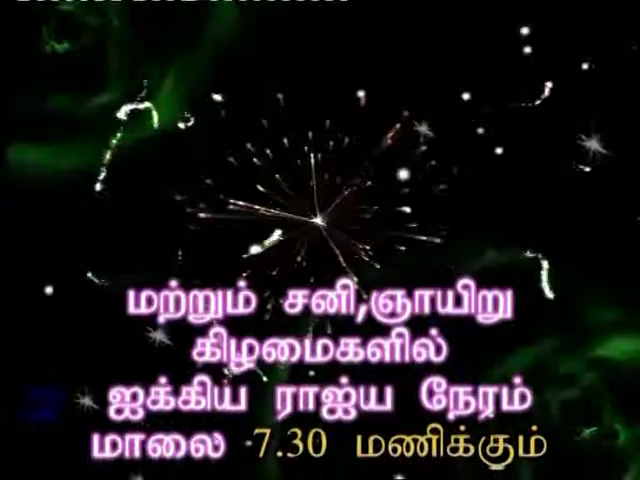 மற்றும் சனி,ஞாயிறு
கிழமைகளில்
ஐக்கிய ராஜ்ய நேரம்
மாலை 7.30 மணிக்கும்